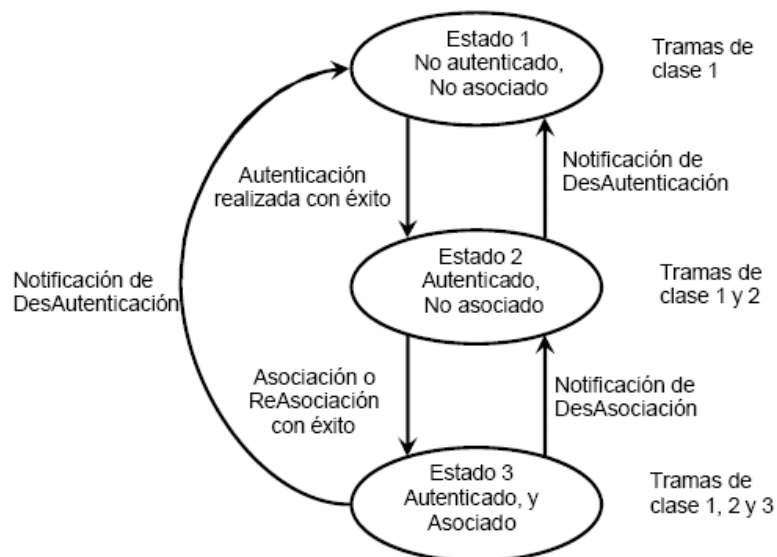 Estado 1
No autenticado,
No asociado
Tramas de
clase 1
Autenticación
realizada con éxito
Notificación de
DesAutenticación
Estado 2
Autenticado,
No asociado
Tramas de
clase 1 y 2
Notificación de
DesAutenticación
Asociación o
ReAsociación
con éxito
Notificación de
DesAsociación
Estado 3
Autenticado, y
Asociado
Tramas de
clase 1, 2 y 3